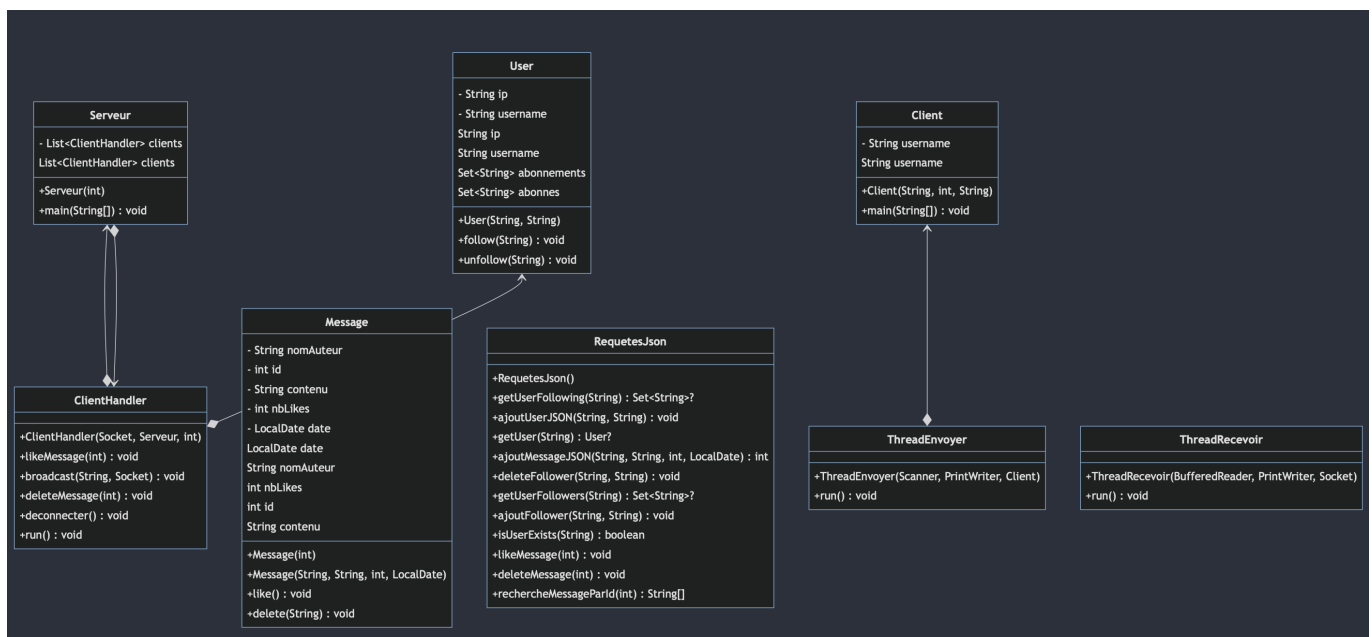 User
- String ip
- String username
String ip
String username
Set<String> abonnements
Set<String> abonnes
+User(String, String)
+follow(String) : void
+unfollow(String) : void
Serveur
- List<ClientHandler> clients
List<ClientHandler> clients
+Serveur(int)
+main(String[]) : void
Client
- String username
String username
+Client(String, int, String)
+main(String[]) : void
Message
- String nomAuteur
- int id
- String contenu
- int nbLikes
- LocalDate date
LocalDate date
String nomAuteur
int nbLikes
int id
String contenu
+Message(int)
+Message(String, String, int, LocalDate)
+like() : void
+delete(String) : void
RequetesJson
+RequetesJson()
+getUserFollowing(String) : Set<String>?
+ajoutUserJSON(String, String) : void
+getUser(String) : User?
+ajoutMessageJSON(String, String, int, LocalDate) : int
+deleteFollower(String, String) : void
+getUserFollowers(String) : Set<String>?
+ajoutFollower(String, String) : void
+isUserExists(String) : boolean
+likeMessage(int) : void
+deleteMessage(int) : void
+rechercheMessageParId(int) : String[]
ClientHandler
+ClientHandler(Socket, Serveur, int)
+likeMessage(int) : void
+broadcast(String, Socket) : void
+deleteMessage(int) : void
+deconnecter() : void
+run() : void
ThreadEnvoyer
+ThreadEnvoyer(Scanner, PrintWriter, Client)
+run() : void
ThreadRecevoir
+ThreadRecevoir(BufferedReader, PrintWriter, Socket)
+run() : void